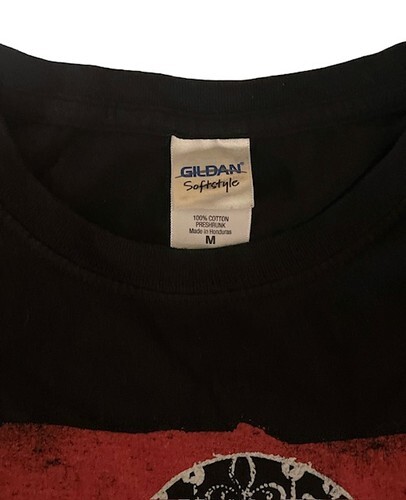 GILDAN®
Softstyle
100% COTTON
PRESHRUNK
Made in Honduras
M